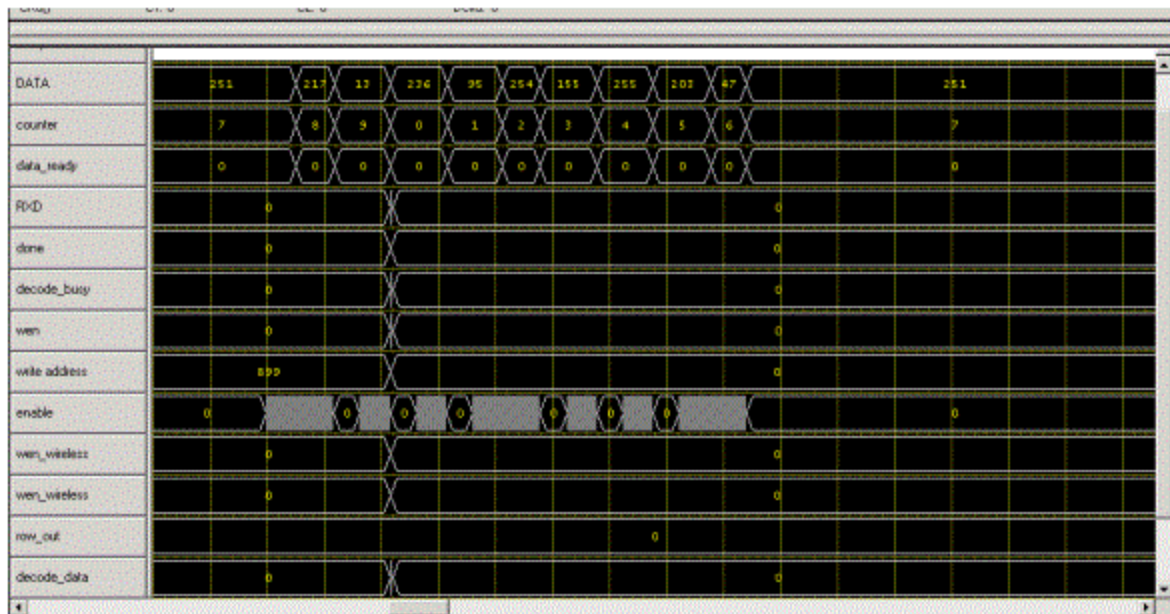 DATA 251 217 13 236 95 254 155 255 203 47 251
counter 7 8 9 0 1 2 3 4 5 6 7
data_ready 0 0 0 0 0 0 0 0 0 0 0
RXD 0 0
done 0 0
decode_busy 0 0
wen 0 0
write address 899 0
enable 0 0 0 0 0 0 0 0
wen_wireless 0 0
wen_wireless 0 0
row_out 0
decode_data 0 0